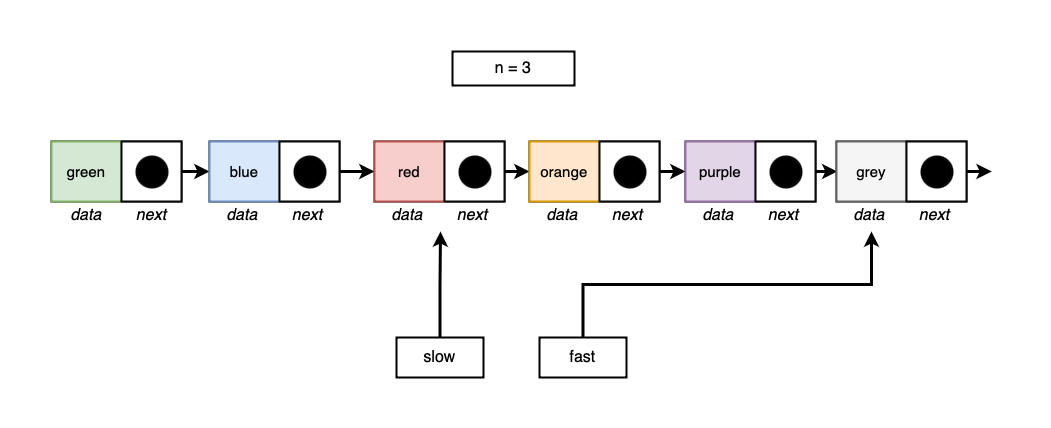 n = 3
green blue red orange purple grey
data next data next data next data next data next data next
slow fast